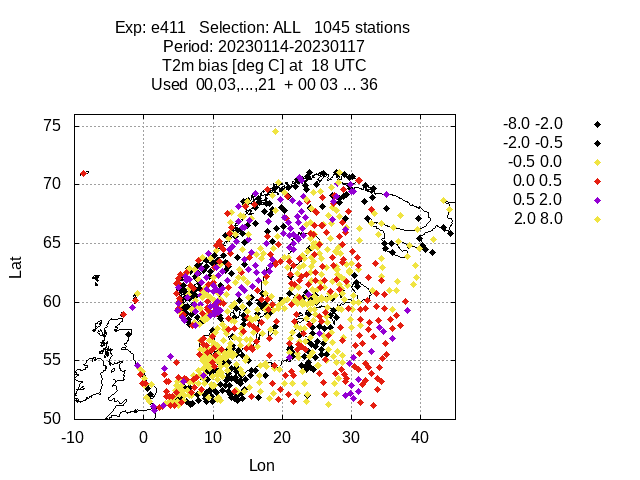 Exp: e411   Selection: ALL   1045 stations
Period: 20230114-20230117
T2m bias [deg C] at  18 UTC
Used  00,03,...,21  + 00 03 ... 36
-8.0 -2.0
-2.0 -0.5
-0.5 0.0
0.0 0.5
0.5 2.0
2.0 8.0
75
70
65
60
55
50
Lat
-10 0 10 20 30 40
Lon